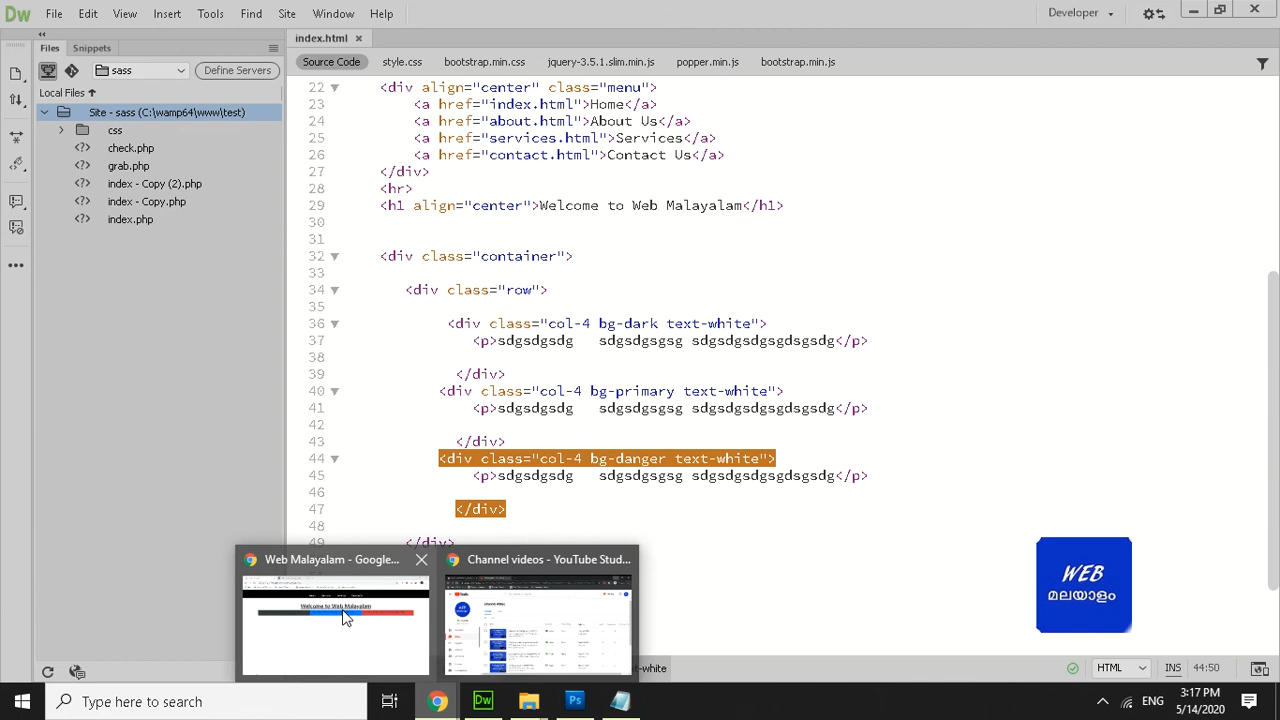 Dw File Edit View Insert Tools Find Site Window Help Developer
Files Snippets
index.html
sass Define Servers
Source Code style.css bootstrap.min.css jquery-3.5.1.slim.min.js popper.min.js bootstrap.min.js
Local Files
Site - sass (C:\wamp64\www\test)
css
check.php
grab.php
index - Copy (2).php
index - Copy.php
index.php
22 <div align="center" class="menu">
23 <a href="index.html">Home</a>
24 <a href="about.html">About Us</a>
25 <a href="services.html">Services</a>
26 <a href="contact.html">Contact Us</a>
27 </div>
28 <hr>
29 <h1 align="center">Welcome to Web Malayalam</h1>
30
31
32 <div class="container">
33
34 <div class="row">
35
36 <div class="col-4 bg-dark text-white">
37 <p>sdgsdgsdg sdgsdgsgsg sdgsdgsgdsgsdg</p>
38
39 </div>
40 <div class="col-4 bg-primary text-white">
41 <p>sdgsdgsdg sdgsdgsgsg sdgsdgsgdsgsdg</p>
42
43 </div>
44 <div class="col-4 bg-danger text-white">
45 <p>sdgsdgsdg sdgsdgsgsg sdgsdgsgdsgsdg</p>
46
47 </div>
48
49 </div>
Web Malayalam - Google...
Channel videos - YouTube Stud...
Welcome to Web Malayalam
WEB
മലയാളം
t-white HTML
Type here to search
Dw Ps
ENG
5/14/2020